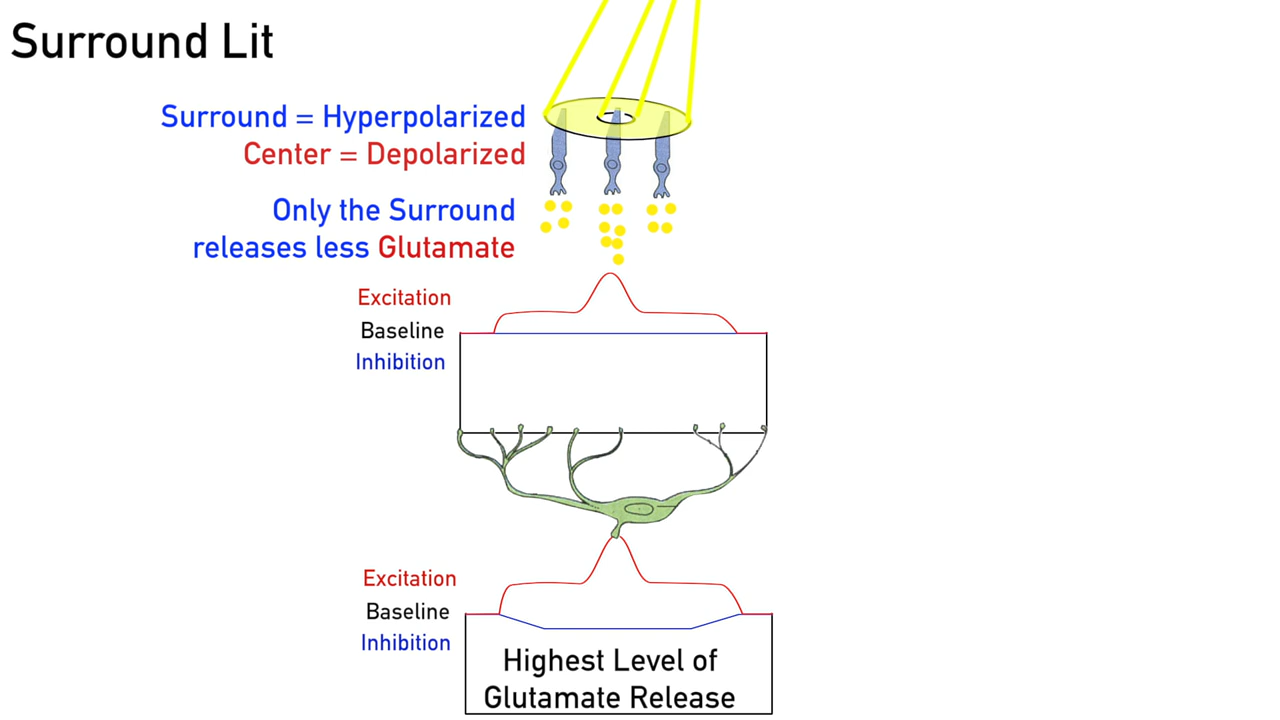 Surround Lit
Surround = Hyperpolarized
Center = Depolarized
Only the Surround
releases less Glutamate
Excitation
Baseline
Inhibition
Excitation
Baseline
Inhibition
Highest Level of
Glutamate Release